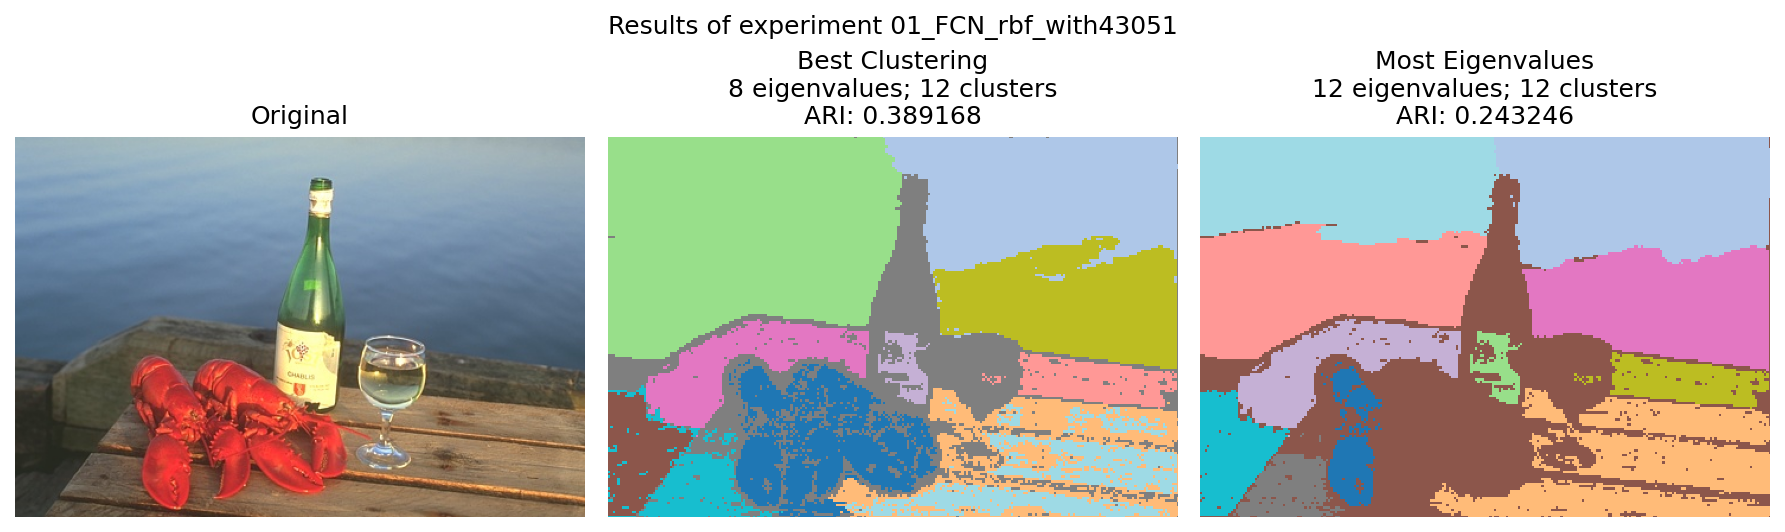 Results of experiment 01_FCN_rbf_with43051
Original
Best Clustering
8 eigenvalues; 12 clusters
ARI: 0.389168
Most Eigenvalues
12 eigenvalues; 12 clusters
ARI: 0.243246
CHABLIS